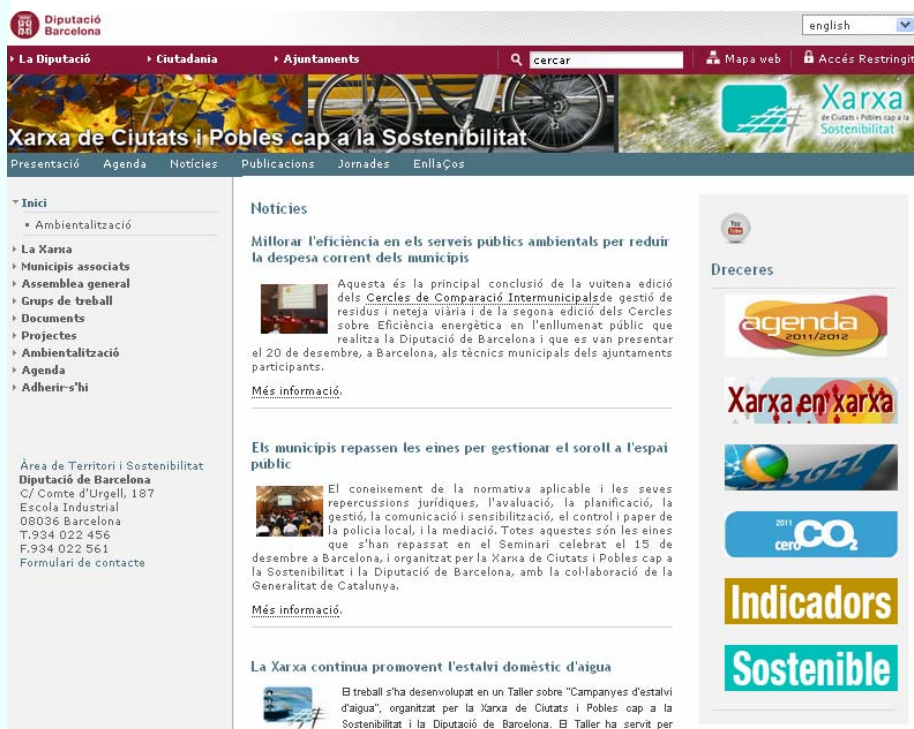 Diputació
Barcelona
english
La Diputació
Ciutadania
Ajuntaments
cercar
Mapa web
Accés Restringit
Xarxa de Ciutats i Pobles cap a la Sostenibilitat
Xarxa
de Ciutats i Pobles cap a la
Sostenibilitat
Presentació
Agenda
Notícies
Publicacions
Jornades
EnllaÇos
Inici
Ambientalització
La Xarxa
Municipis associats
Assemblea general
Grups de treball
Documents
Projectes
Ambientalització
Agenda
Adherir-s'hi
Àrea de Territori i Sostenibilitat
Diputació de Barcelona
C/ Comte d'Urgell, 187
Escola Industrial
08036 Barcelona
T.934 022 456
F.934 022 561
Formulari de contacte
Notícies
Millorar l'eficiència en els serveis públics ambientals per reduir
la despesa corrent dels municipis
Aquesta és la principal conclusió de la vuitena edició
dels Cercles de Comparació Intermunicipalsde gestió de
residus i neteja viària i de la segona edició dels Cercles
sobre Eficiència energètica en l'enllumenat públic que
realitza la Diputació de Barcelona i que es van presentar
el 20 de desembre, a Barcelona, als tècnics municipals dels ajuntaments
participants.
Més informació.
Els municipis repassen les eines per gestionar el soroll a l'espai
públic
El coneixement de la normativa aplicable i les seves
repercussions jurídiques, l'avaluació, la planificació, la
gestió, la comunicació i sensibilització, el control i paper de
la policia local, i la mediació. Totes aquestes són les eines
que s'han repassat en el Seminari celebrat el 15 de
desembre a Barcelona, i organitzat per la Xarxa de Ciutats i Pobles cap a
la Sostenibilitat i la Diputació de Barcelona, amb la col·laboració de la
Generalitat de Catalunya.
Més informació.
La Xarxa continua promovent l'estalvi domèstic d'aigua
El treball s'ha desenvolupat en un Taller sobre "Campanyes d'estalvi
d'aigua", organitzat per la Xarxa de Ciutats i Pobles cap a la
Sostenibilitat i la Diputació de Barcelona. El Taller ha servit per
You
Tube
Dreceres
agenda
2011/2012
Xarxa en xarxa
DESGEL
2011
cero CO2
Indicadors
Sostenible